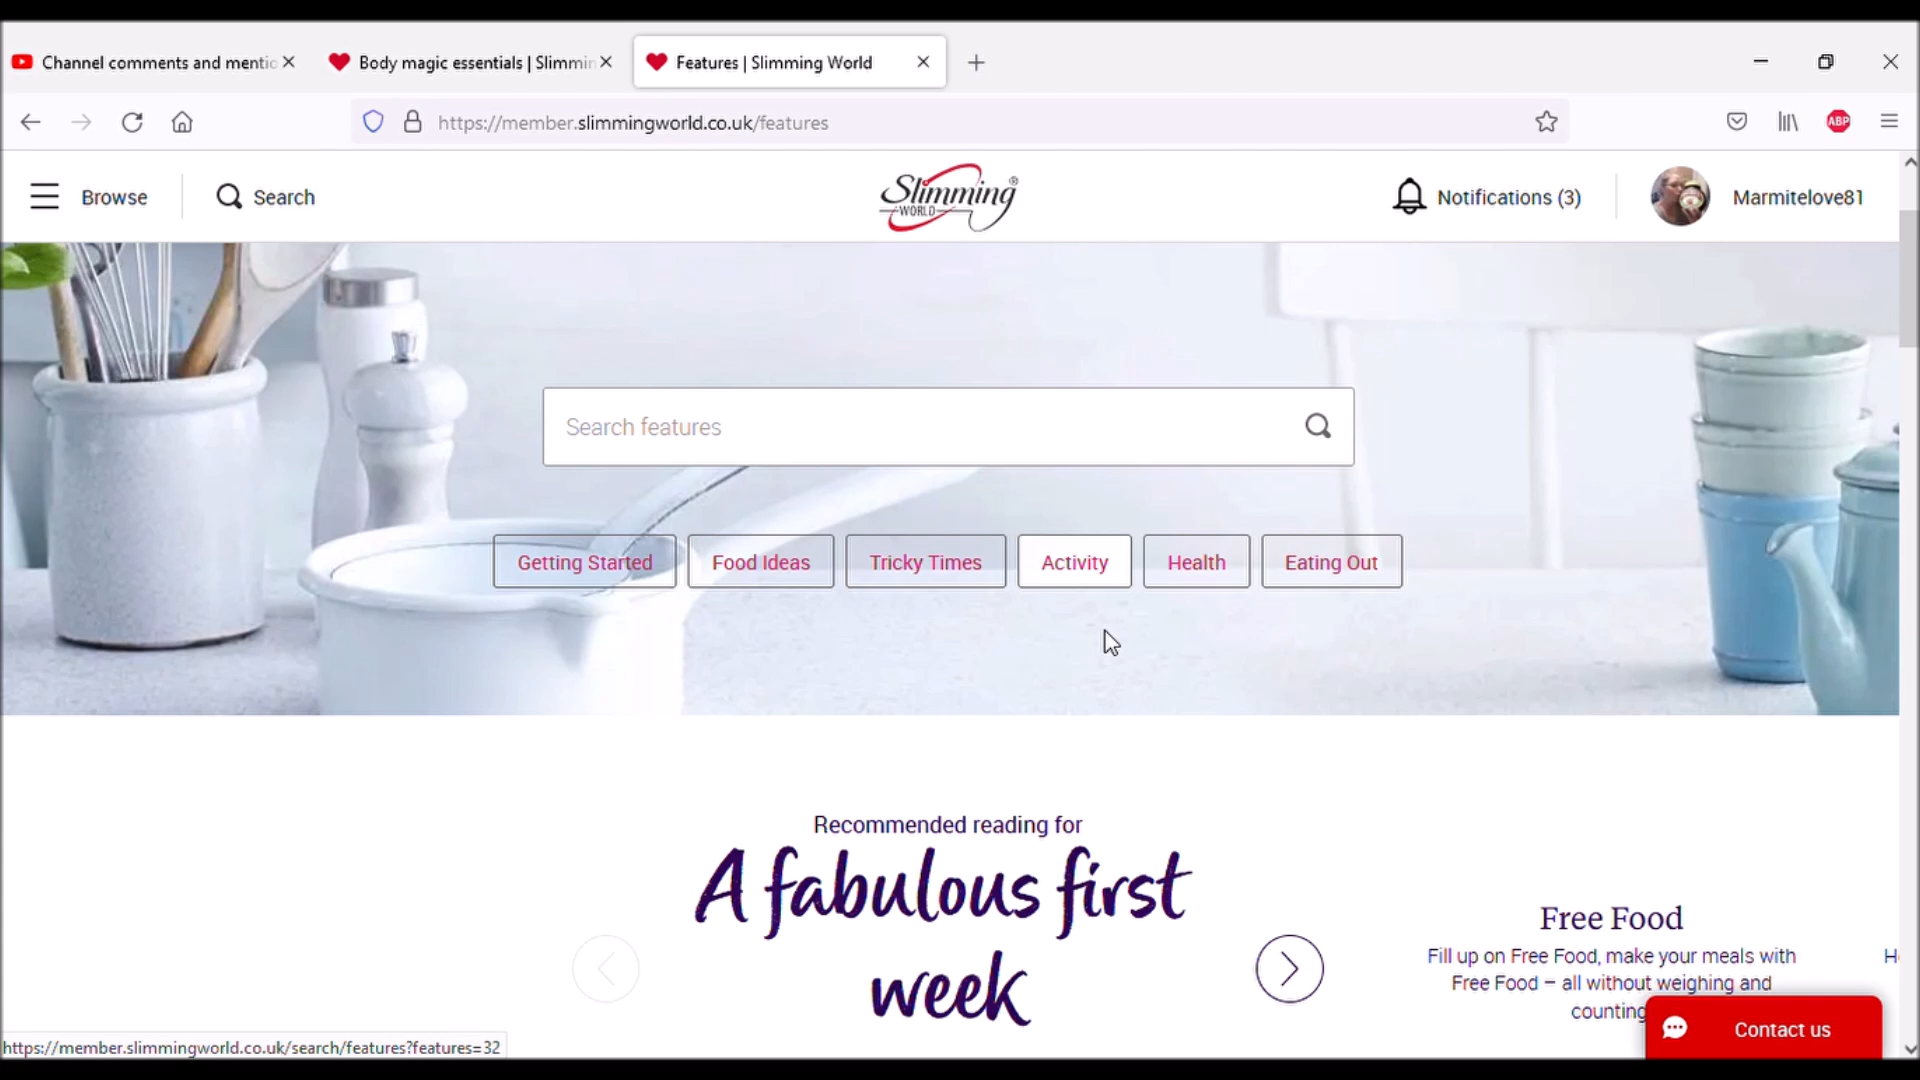 Channel comments and mentio
Body magic essentials | Slimmin
Features | Slimming World
https://member.slimmingworld.co.uk/features
ABP
Browse
Search
Slimming®
WORLD
Notifications (3)
Marmitelove81
Search features
Getting Started
Food Ideas
Tricky Times
Activity
Health
Eating Out
Recommended reading for
A fabulous first
week
Free Food
Fill up on Free Food, make your meals with
Free Food – all without weighing and
counting
Contact us
https://member.slimmingworld.co.uk/search/features?features=32